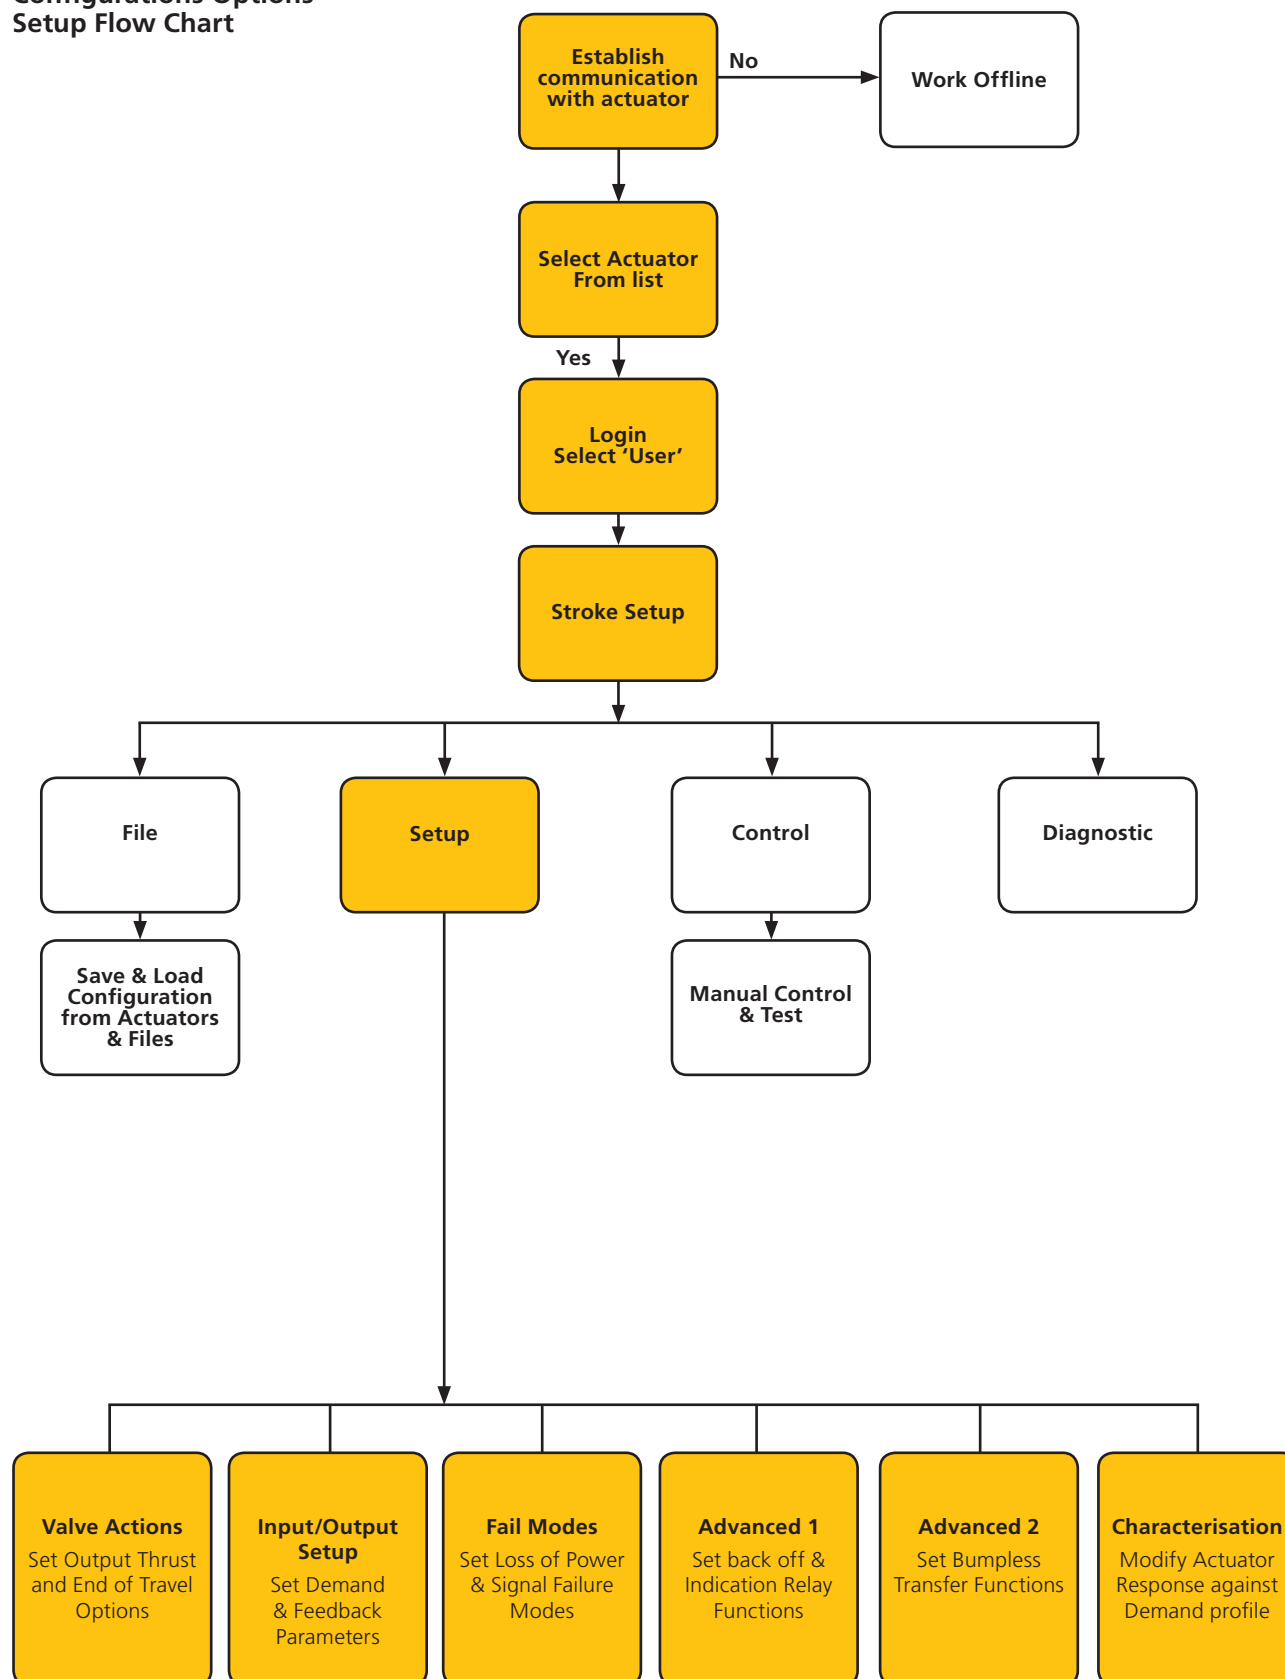 Configurations Options
Setup Flow Chart
Establish
communication
with actuator
No
Work Offline
Select Actuator
From list
Yes
Login
Select ‘User’
Stroke Setup
File
Setup
Control
Diagnostic
Save & Load
Configuration
from Actuators
& Files
Manual Control
& Test
Valve Actions
Set Output Thrust
and End of Travel
Options
Input/Output
Setup
Set Demand
& Feedback
Parameters
Fail Modes
Set Loss of Power
& Signal Failure
Modes
Advanced 1
Set back off &
Indication Relay
Functions
Advanced 2
Set Bumpless
Transfer Functions
Characterisation
Modify Actuator
Response against
Demand profile